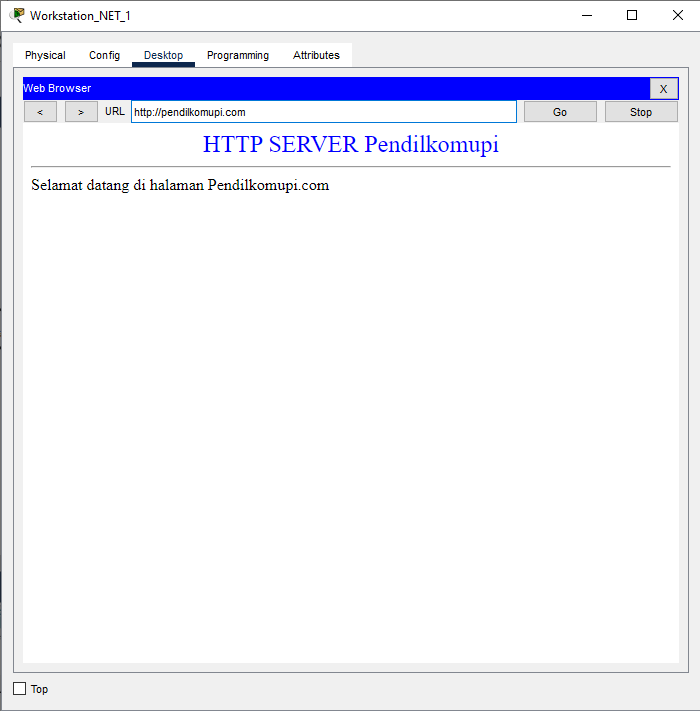 Workstation_NET_1
Physical Config Desktop Programming Attributes
Web Browser X
< > URL http://pendilkomupi.com Go Stop
HTTP SERVER Pendilkomupi
Selamat datang di halaman Pendilkomupi.com
Top